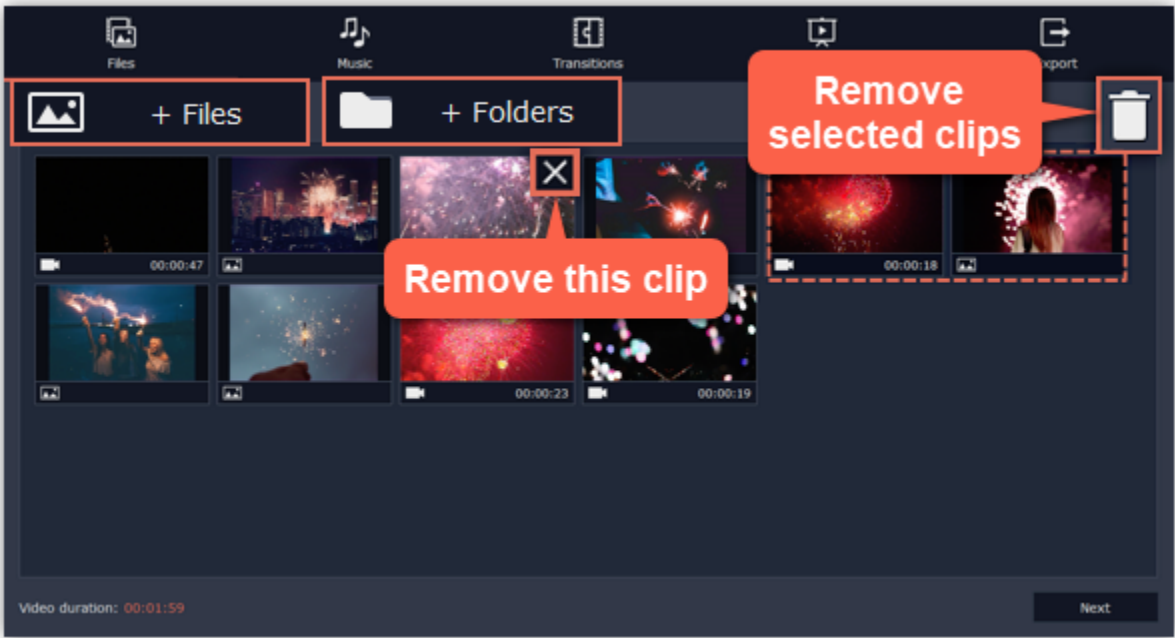 Files
Music
Transitions
xport
+ Files
+ Folders
Remove
selected clips
00:00:47
Remove this clip
00:00:18
00:00:23
00:00:19
Video duration: 00:01:59
Next